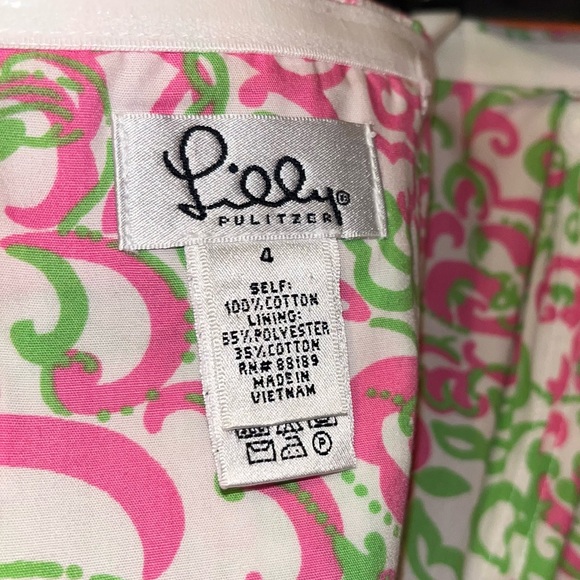 Lilly®
PULITZER
4
SELF:
100% COTTON
LINING:
65% POLYESTER
35% COTTON
RN# 88189
MADE IN
VIETNAM
P